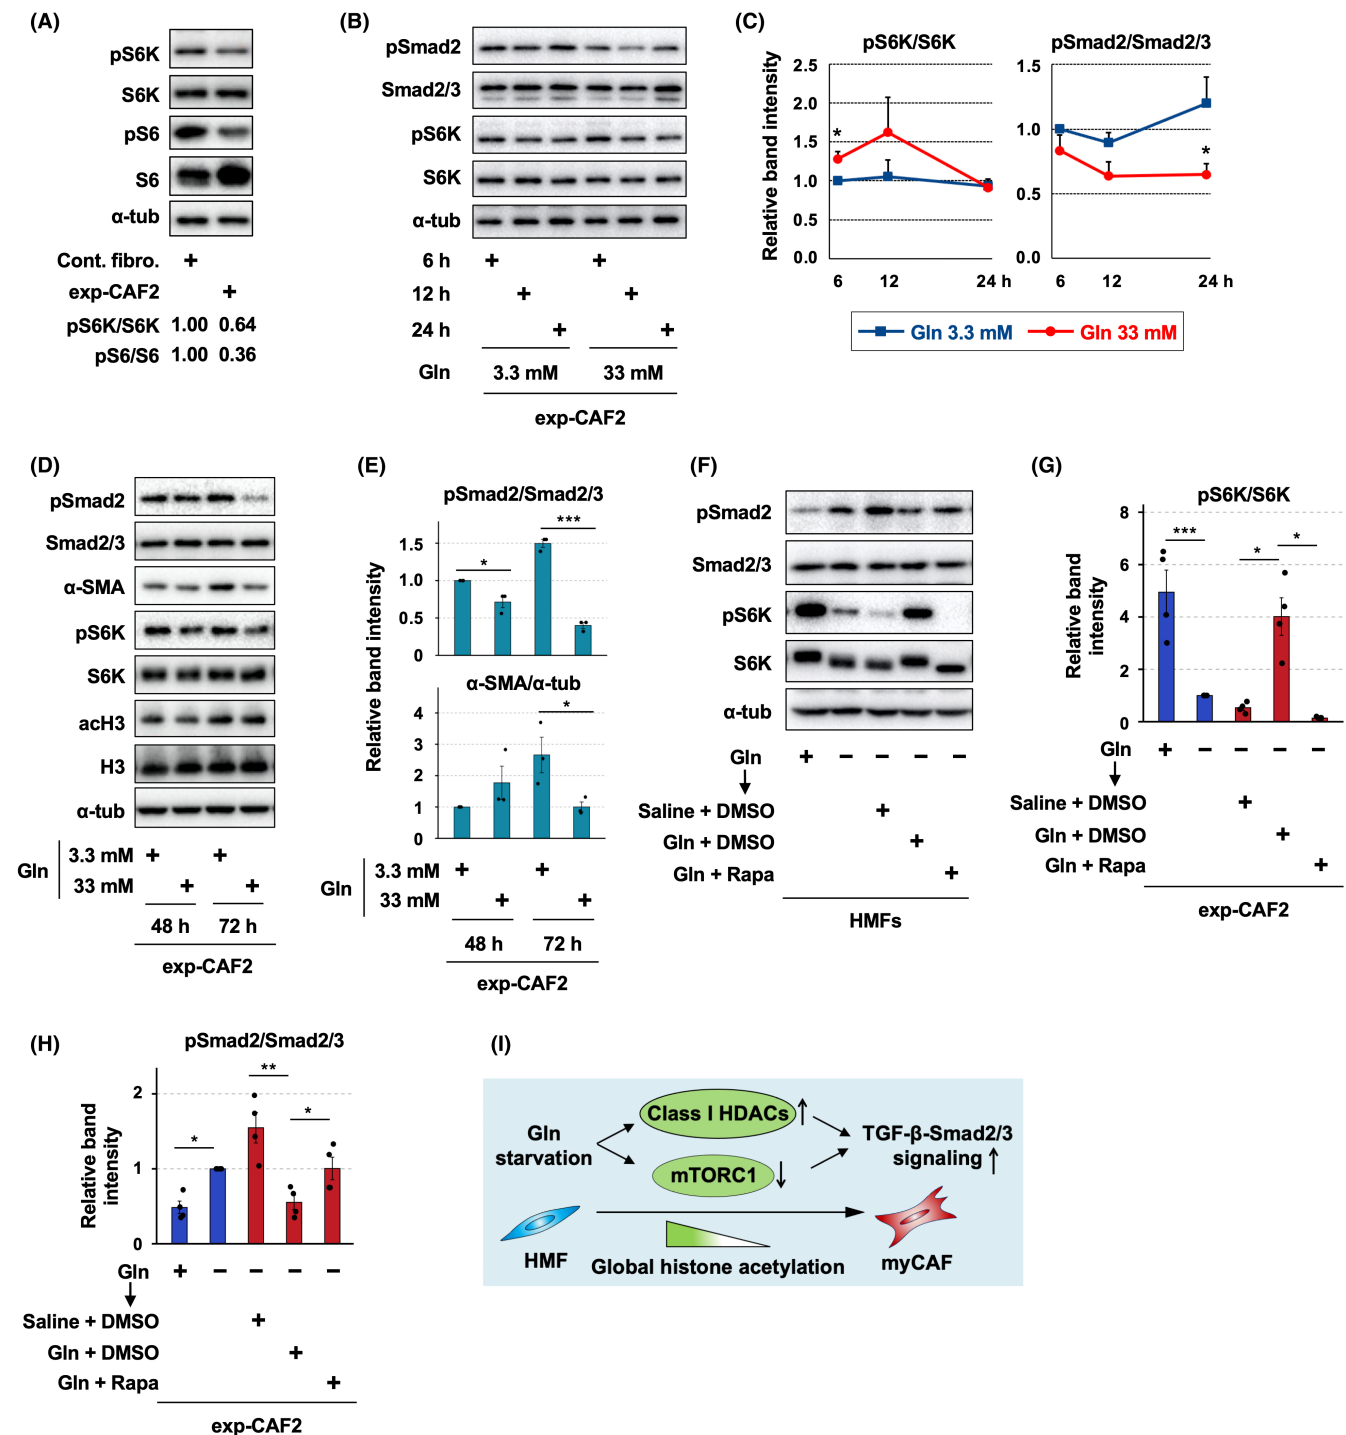 (A)
pS6K
S6K
pS6
S6
α-tub
Cont. fibro. +
exp-CAF2 +
pS6K/S6K 1.00 0.64
pS6/S6 1.00 0.36
(B)
pSmad2
Smad2/3
pS6K
S6K
α-tub
6 h + +
12 h + +
24 h + +
Gln 3.3 mM 33 mM
exp-CAF2
(C)
pS6K/S6K pSmad2/Smad2/3
Relative band intensity
2.5
2.0
1.5
1.0
0.5
0.0
*
6 12 24 h
1.5
1.0
0.5
0.0
*
6 12 24 h
Gln 3.3 mM Gln 33 mM
(D)
pSmad2
Smad2/3
α-SMA
pS6K
S6K
acH3
H3
α-tub
Gln
3.3 mM + +
33 mM + +
48 h 72 h
exp-CAF2
(E)
pSmad2/Smad2/3
Relative band intensity
* ***
1.5
1.0
0.5
0
α-SMA/α-tub
*
4
3
2
1
0
Gln
3.3 mM + +
33 mM + +
48 h 72 h
exp-CAF2
(F)
pSmad2
Smad2/3
pS6K
S6K
α-tub
Gln + − − − −
Saline + DMSO +
Gln + DMSO +
Gln + Rapa +
HMFs
(G)
pS6K/S6K
Relative band
intensity
*** * *
8
6
4
2
0
Gln + − − − −
Saline + DMSO +
Gln + DMSO +
Gln + Rapa +
exp-CAF2
(H)
pSmad2/Smad2/3
Relative band
intensity
* ** *
2
1
0
Gln + − − − −
Saline + DMSO +
Gln + DMSO +
Gln + Rapa +
exp-CAF2
(I)
Gln
starvation
Class I HDACs
mTORC1
TGF-β-Smad2/3
signaling
HMF
Global histone acetylation
myCAF